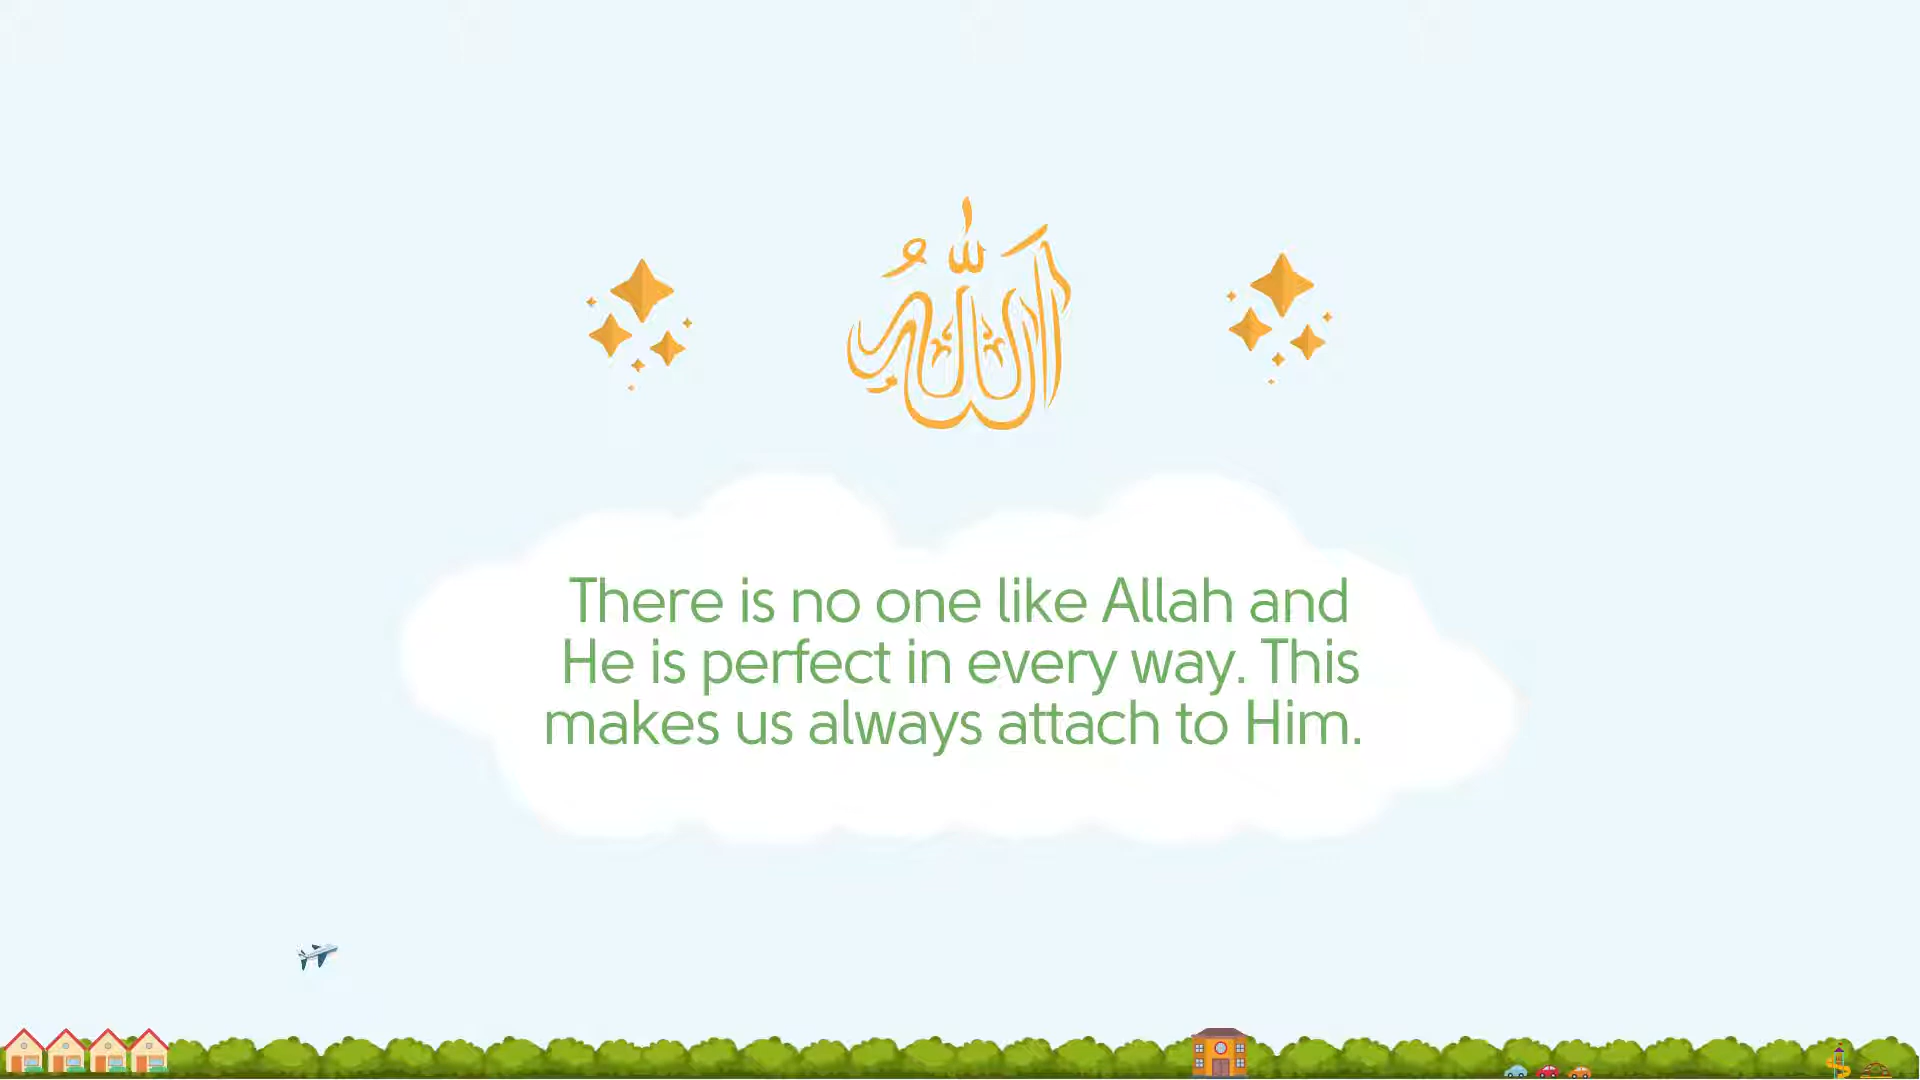 اللّٰهُ
There is no one like Allah and
He is perfect in every way. This
makes us always attach to Him.